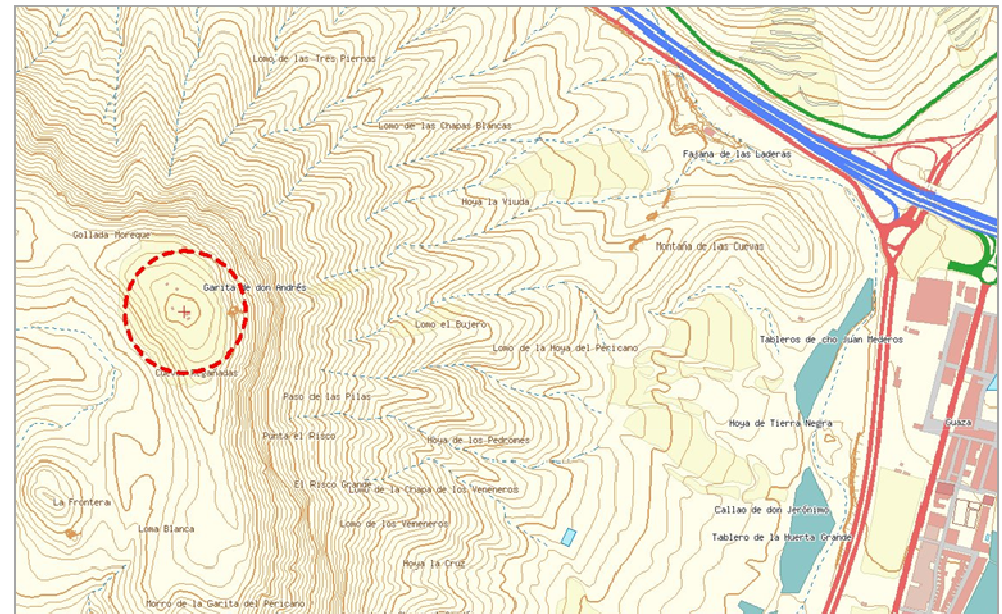 Lomo de las Tres Piernas
Lomo de las Chapas Blancas
Fajana de las Laderas
Hoya la Viuda
Gollada Moreque
Montaña de las Cuevas
Garita de don Andrés
Lomo el Bujero
Tableros de cho Juan Mederos
Lomo de la Hoya del Pericano
Poso de las Pilas
Hoya de Tierra Negra
Guaza
Punta el Risco
Hoya de los Pedrones
El Risco Grande
Lomo de la Chapa de los Veneneros
La Frontera
Callao de don Jerónimo
Loma Blanca
Lomo de los Veneneros
Tablero de la Huenta Grande
Hoya la Cruz
Morro de la Garita del Pericano